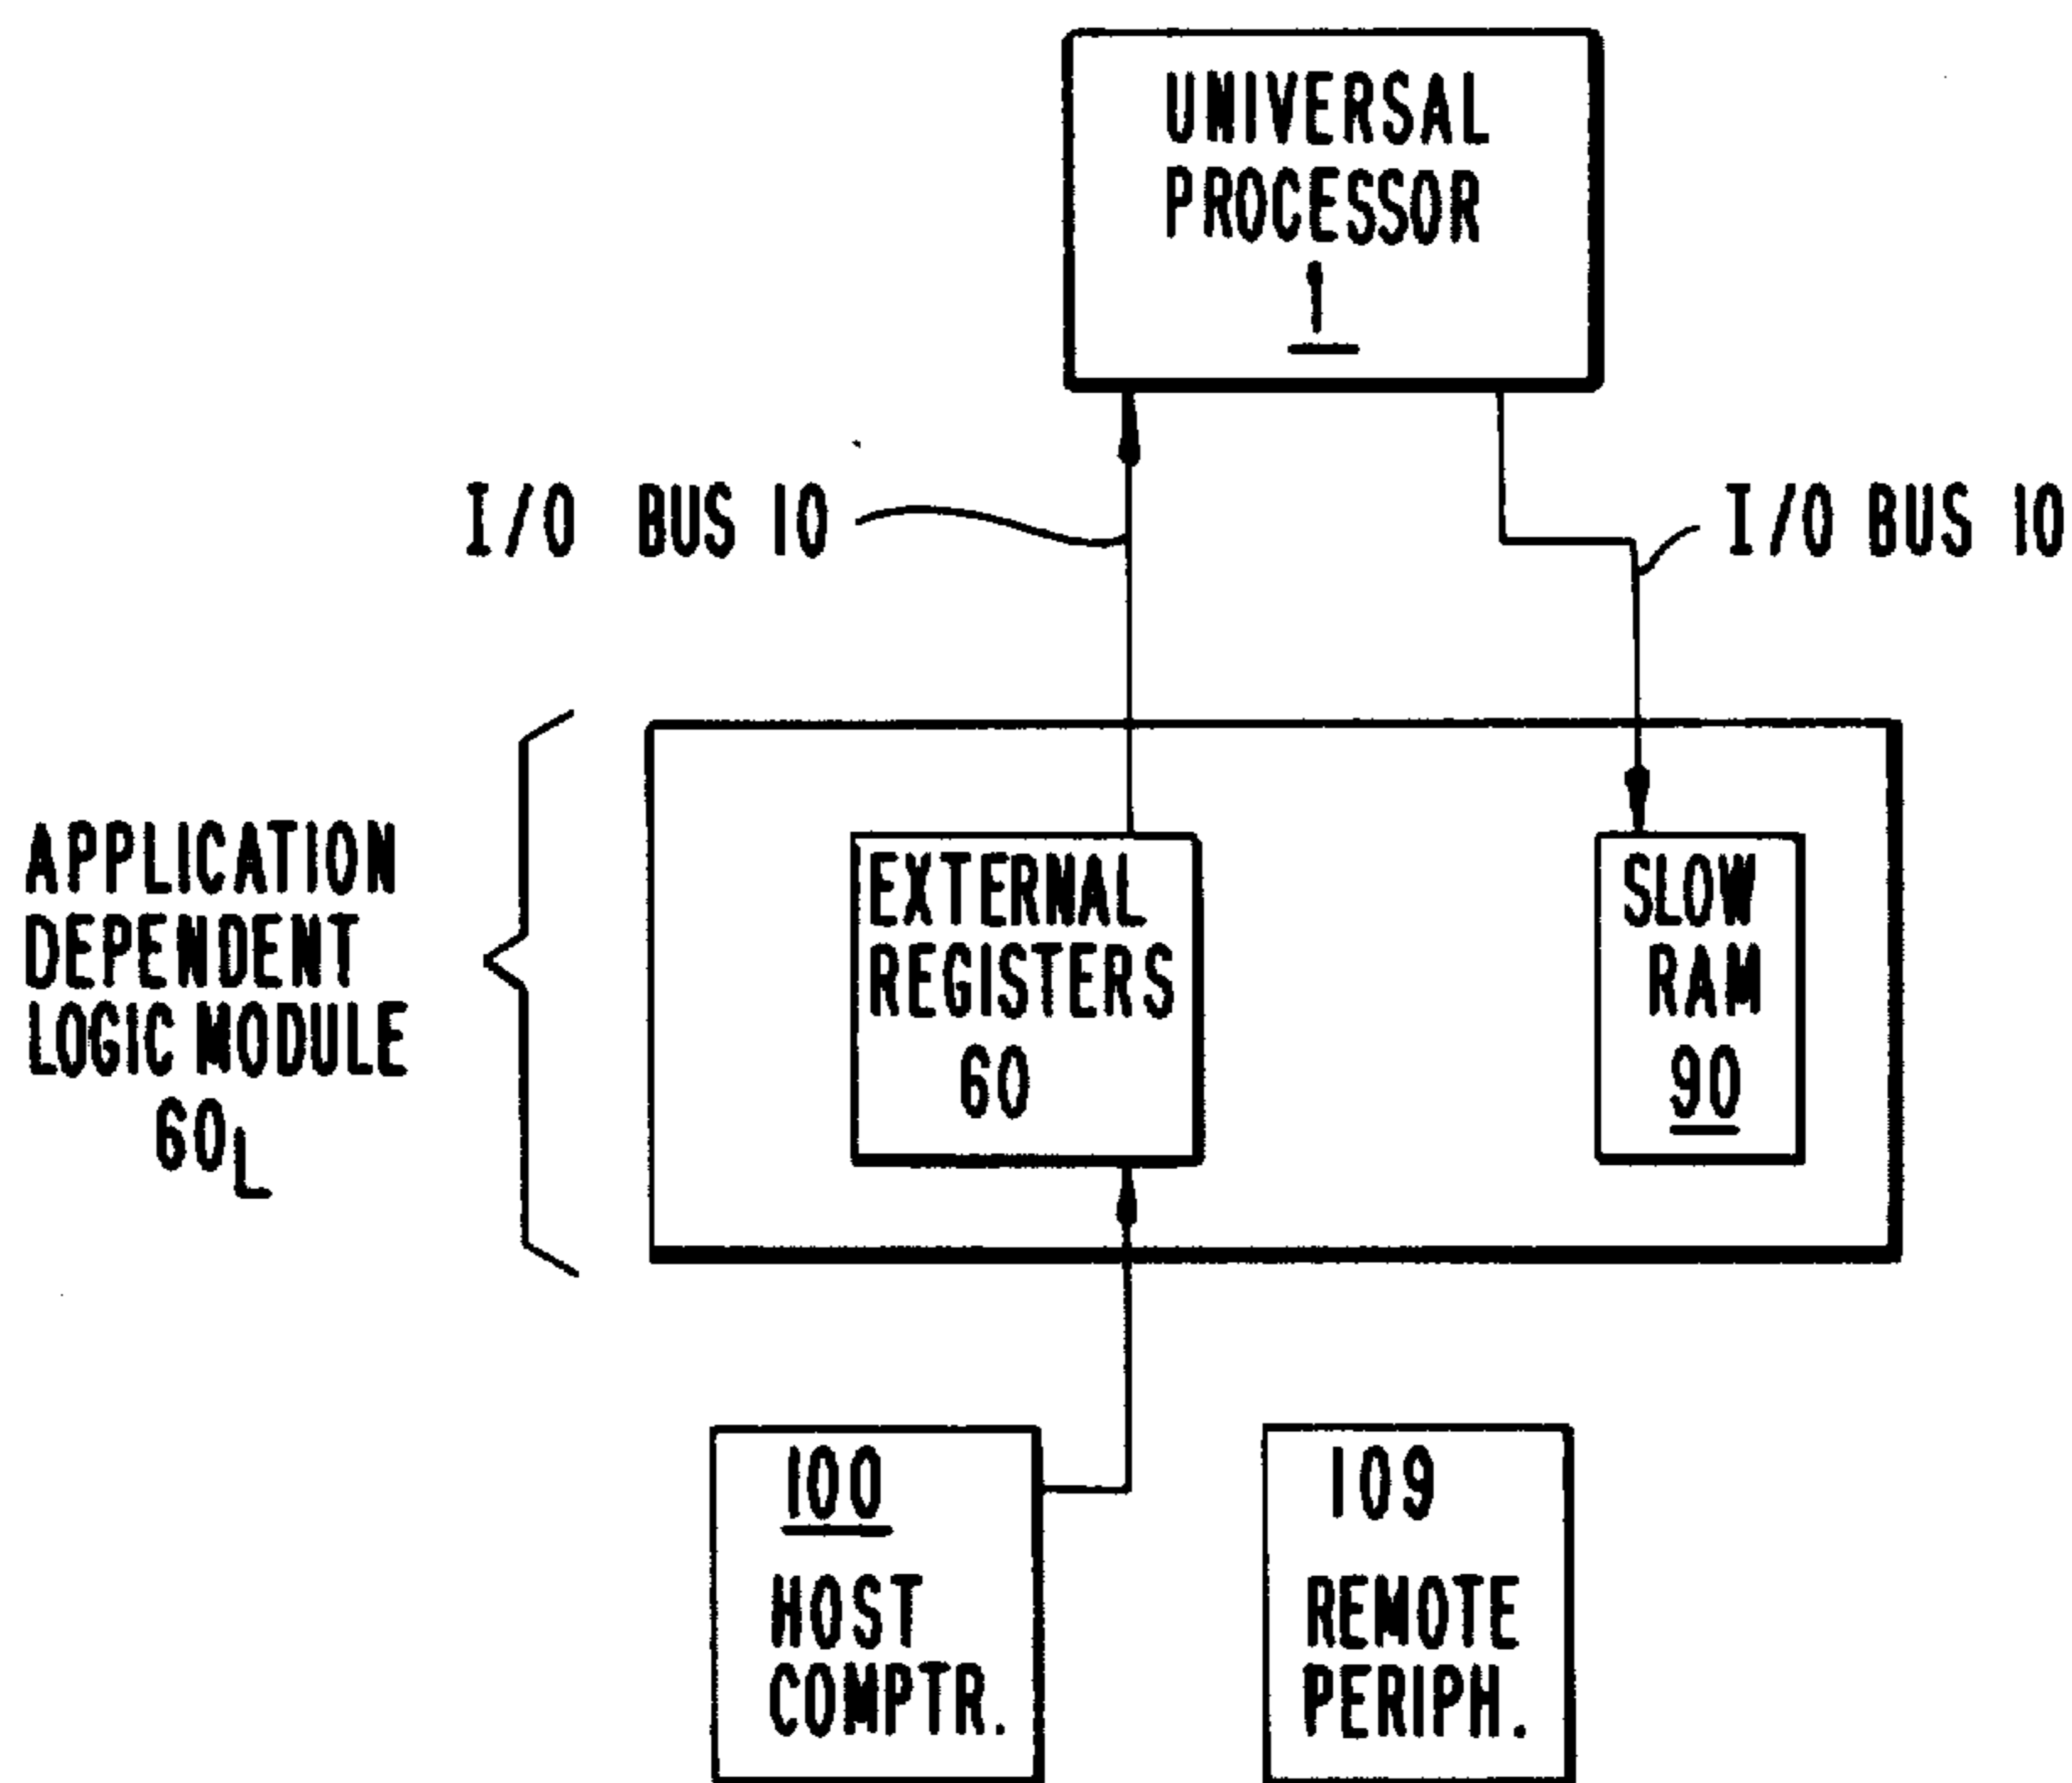 UNIVERSAL
PROCESSOR
1
I/O BUS 10
I/O BUS 10
APPLICATION
DEPENDENT
LOGIC MODULE
60L
EXTERNAL
REGISTERS
60
SLOW
RAM
90
100
HOST
COMPTR.
109
REMOTE
PERIPH.